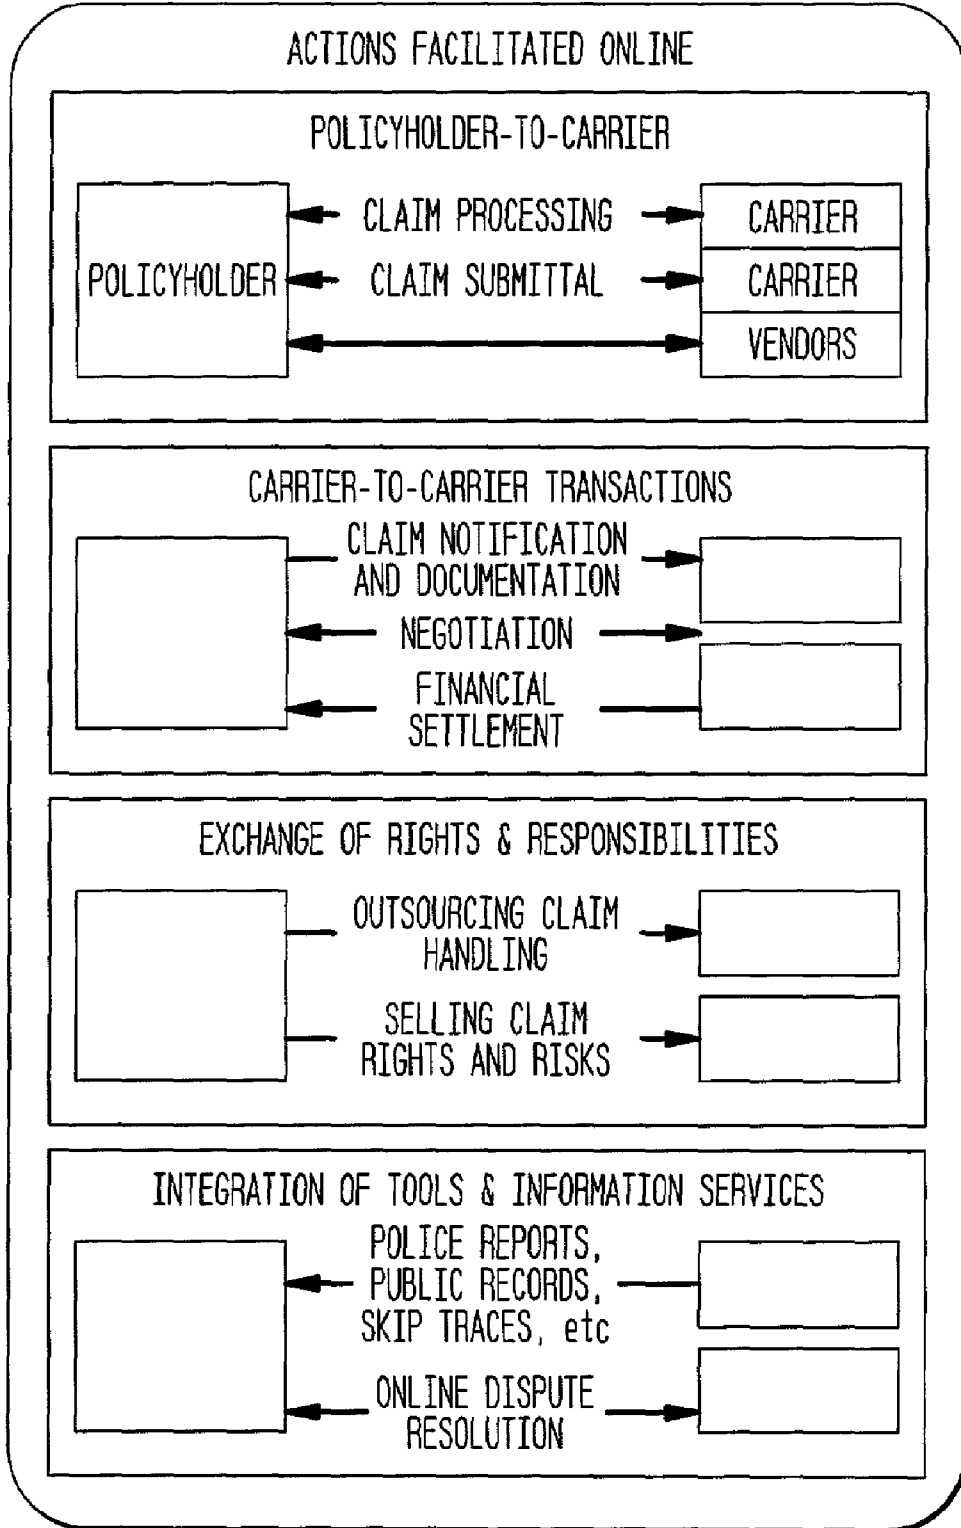 ACTIONS FACILITATED ONLINE
POLICYHOLDER-TO-CARRIER
POLICYHOLDER
CLAIM PROCESSING
CARRIER
CLAIM SUBMITTAL
CARRIER
VENDORS
CARRIER-TO-CARRIER TRANSACTIONS
CLAIM NOTIFICATION
AND DOCUMENTATION
NEGOTIATION
FINANCIAL
SETTLEMENT
EXCHANGE OF RIGHTS & RESPONSIBILITIES
OUTSOURCING CLAIM
HANDLING
SELLING CLAIM
RIGHTS AND RISKS
INTEGRATION OF TOOLS & INFORMATION SERVICES
POLICE REPORTS,
PUBLIC RECORDS,
SKIP TRACES, etc
ONLINE DISPUTE
RESOLUTION